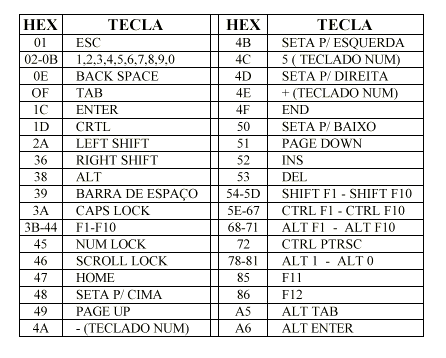 HEX TECLA HEX TECLA
01 ESC 4B SETA P/ ESQUERDA
02-0B 1,2,3,4,5,6,7,8,9,0 4C 5 ( TECLADO NUM)
0E BACK SPACE 4D SETA P/ DIREITA
OF TAB 4E + (TECLADO NUM)
1C ENTER 4F END
1D CRTL 50 SETA P/ BAIXO
2A LEFT SHIFT 51 PAGE DOWN
36 RIGHT SHIFT 52 INS
38 ALT 53 DEL
39 BARRA DE ESPAÇO 54-5D SHIFT F1 - SHIFT F10
3A CAPS LOCK 5E-67 CTRL F1 - CTRL F10
3B-44 F1-F10 68-71 ALT F1 - ALT F10
45 NUM LOCK 72 CTRL PTRSC
46 SCROLL LOCK 78-81 ALT 1 - ALT 0
47 HOME 85 F11
48 SETA P/ CIMA 86 F12
49 PAGE UP A5 ALT TAB
4A - (TECLADO NUM) A6 ALT ENTER